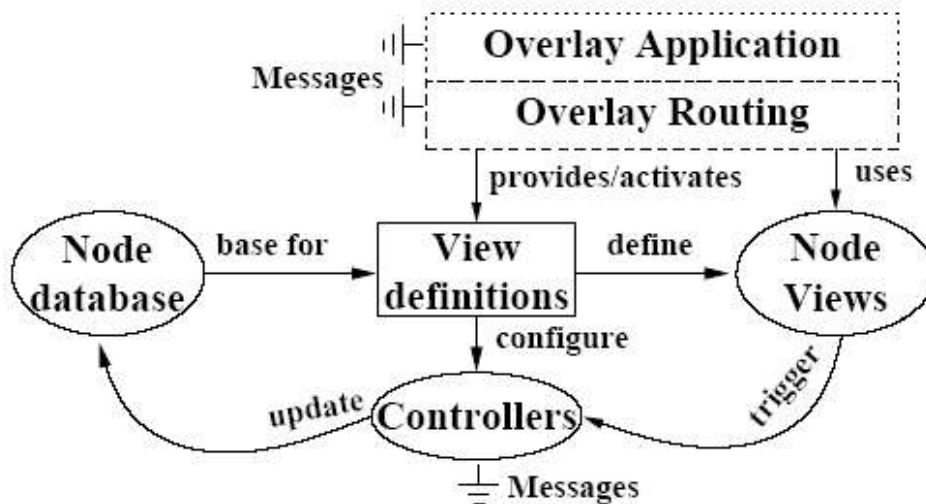 Overlay Application
Messages
Overlay Routing
provides/activates
uses
Node
database
base for
View
definitions
define
Node
Views
configure
update
Controllers
trigger
Messages